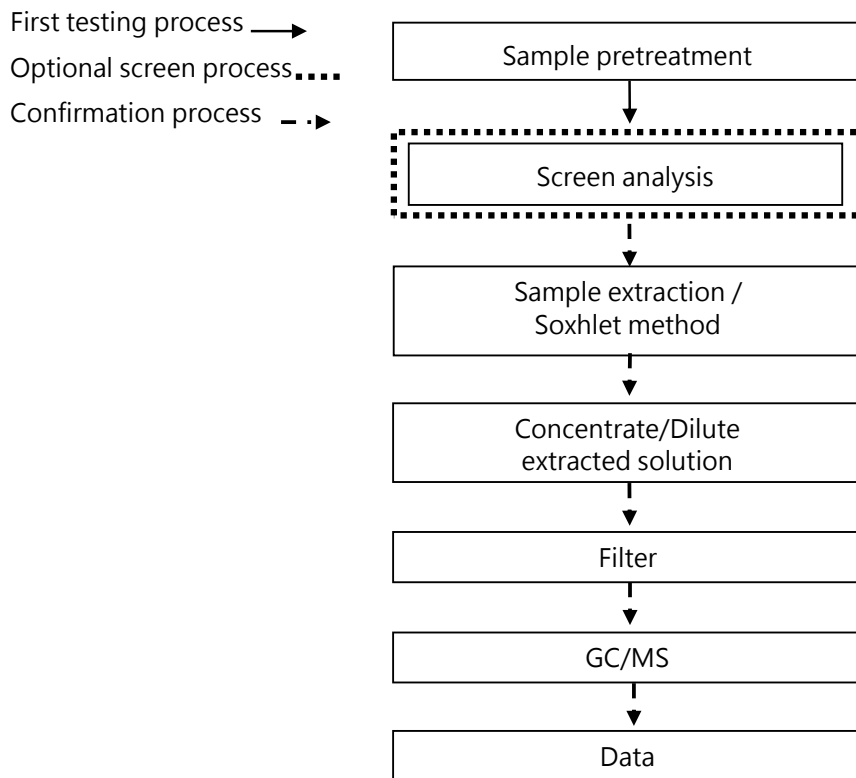 First testing process
Optional screen process
Confirmation process
Sample pretreatment
Screen analysis
Sample extraction /
Soxhlet method
Concentrate/Dilute
extracted solution
Filter
GC/MS
Data